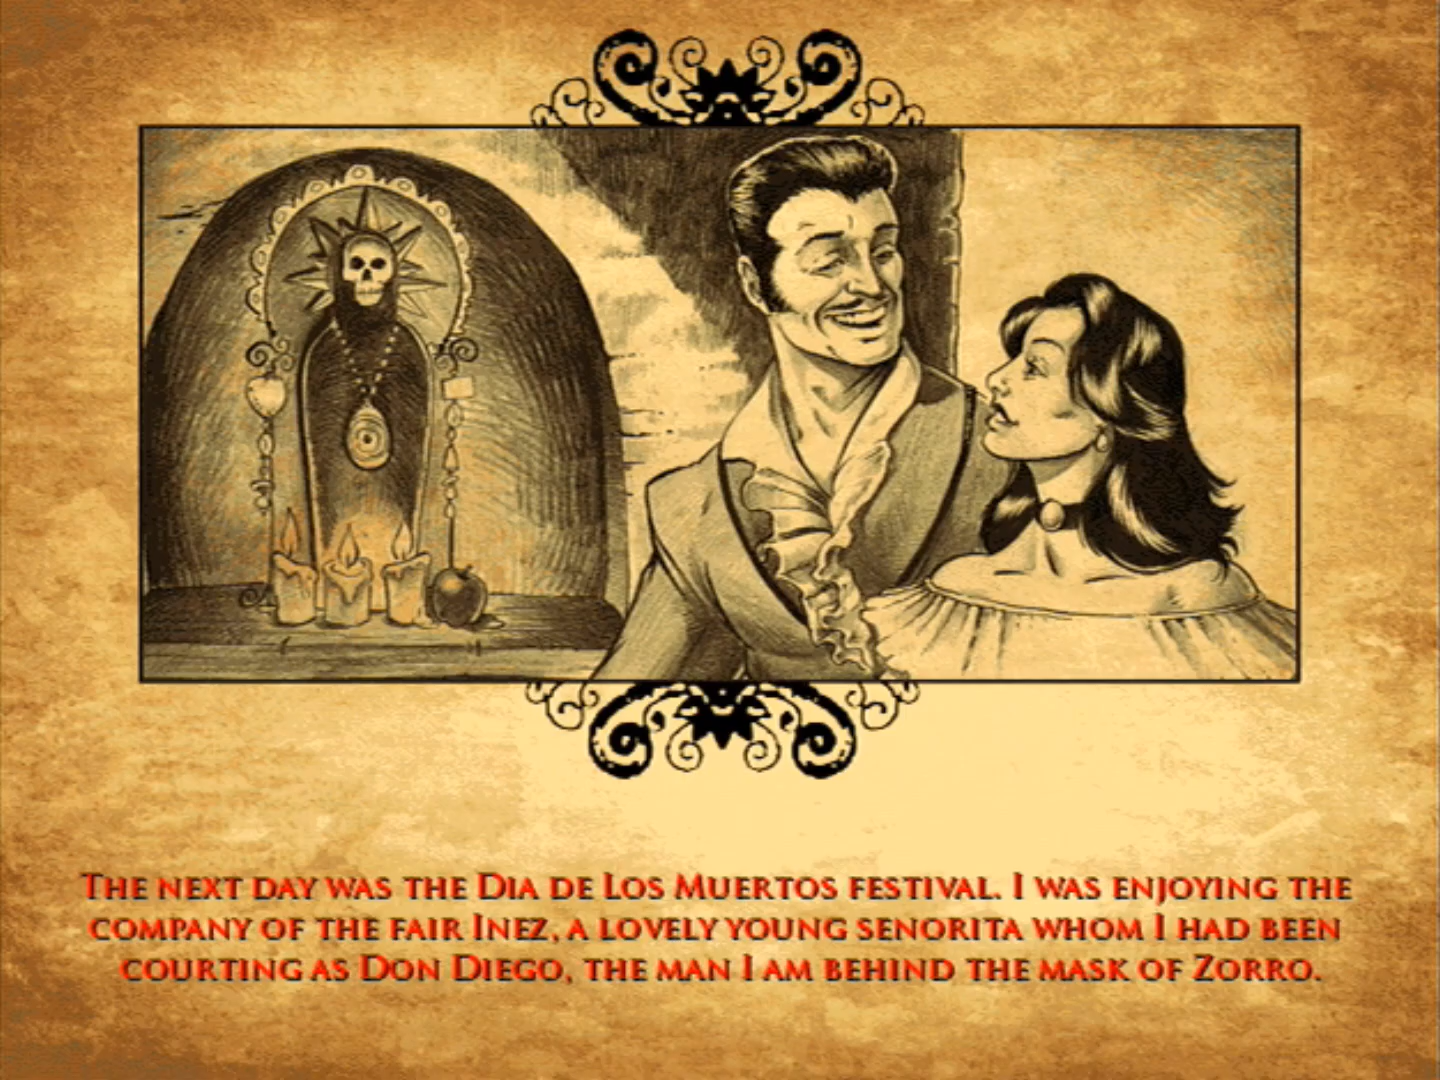 The next day was the Dia de Los Muertos festival. I was enjoying the
company of the fair Inez, a lovely young senorita whom I had been
courting as Don Diego, the man I am behind the mask of Zorro.